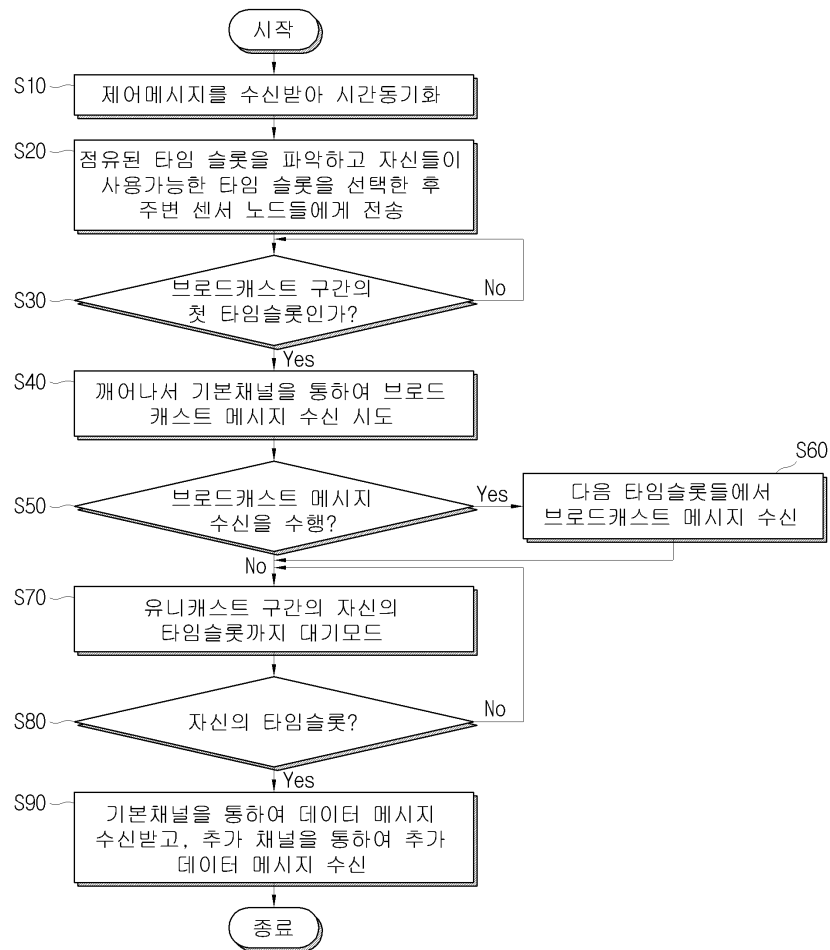 시작
S10
제어메시지를 수신받아 시간동기화
S20
점유된 타임 슬롯을 파악하고 자신들이
사용가능한 타임 슬롯을 선택한 후
주변 센서 노드들에게 전송
S30
브로드캐스트 구간의
첫 타임슬롯인가?
No
Yes
S40
깨어나서 기본채널을 통하여 브로드
캐스트 메시지 수신 시도
S50
브로드캐스트 메시지
수신을 수행?
Yes
S60
다음 타임슬롯들에서
브로드캐스트 메시지 수신
No
S70
유니캐스트 구간의 자신의
타임슬롯까지 대기모드
S80
자신의 타임슬롯?
No
Yes
S90
기본채널을 통하여 데이터 메시지
수신받고, 추가 채널을 통하여 추가
데이터 메시지 수신
종료